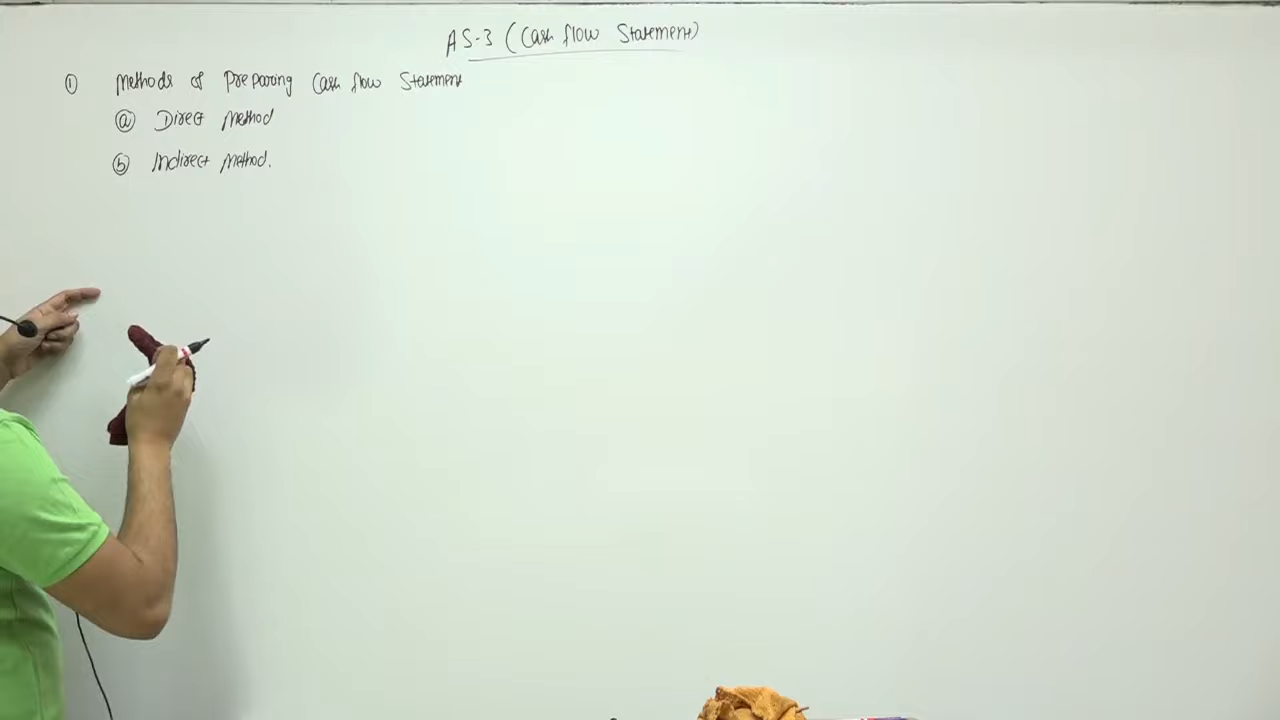 AS-3 (Cash flow Statement)
① Methods of Preparing Cash flow Statement
ⓐ Direct Method
ⓑ Indirect Method.